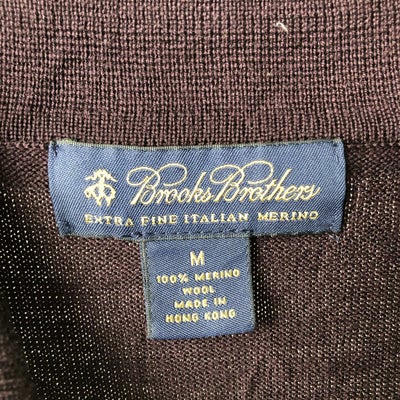 Brooks Brothers
EXTRA FINE ITALIAN MERINO
M
100% MERINO
WOOL
MADE IN
HONG KONG